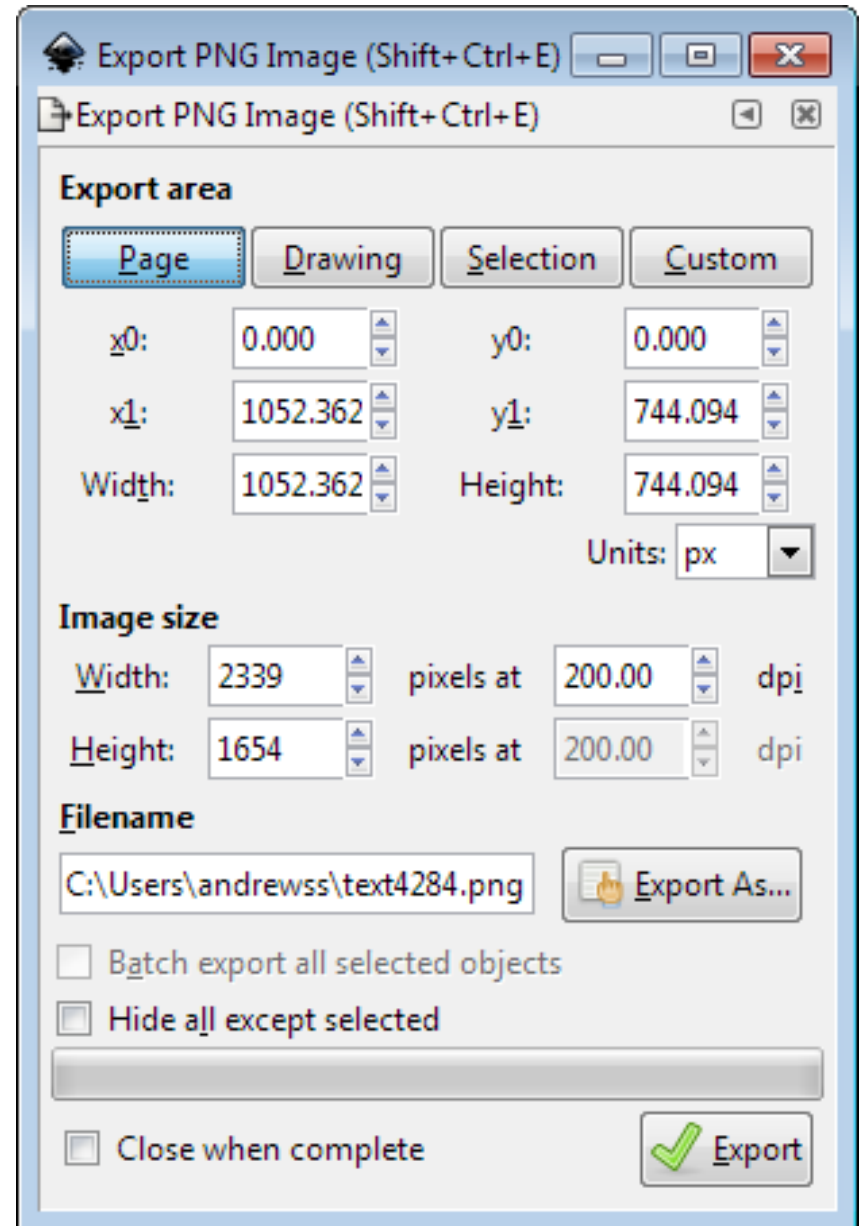 Export PNG Image (Shift+Ctrl+E)
Export PNG Image (Shift+Ctrl+E)
Export area
Page Drawing Selection Custom
x0: 0.000 y0: 0.000
x1: 1052.362 y1: 744.094
Width: 1052.362 Height: 744.094
Units: px
Image size
Width: 2339 pixels at 200.00 dpi
Height: 1654 pixels at 200.00 dpi
Filename
C:\Users\andrewss\text4284.png Export As...
Batch export all selected objects
Hide all except selected
Close when complete Export